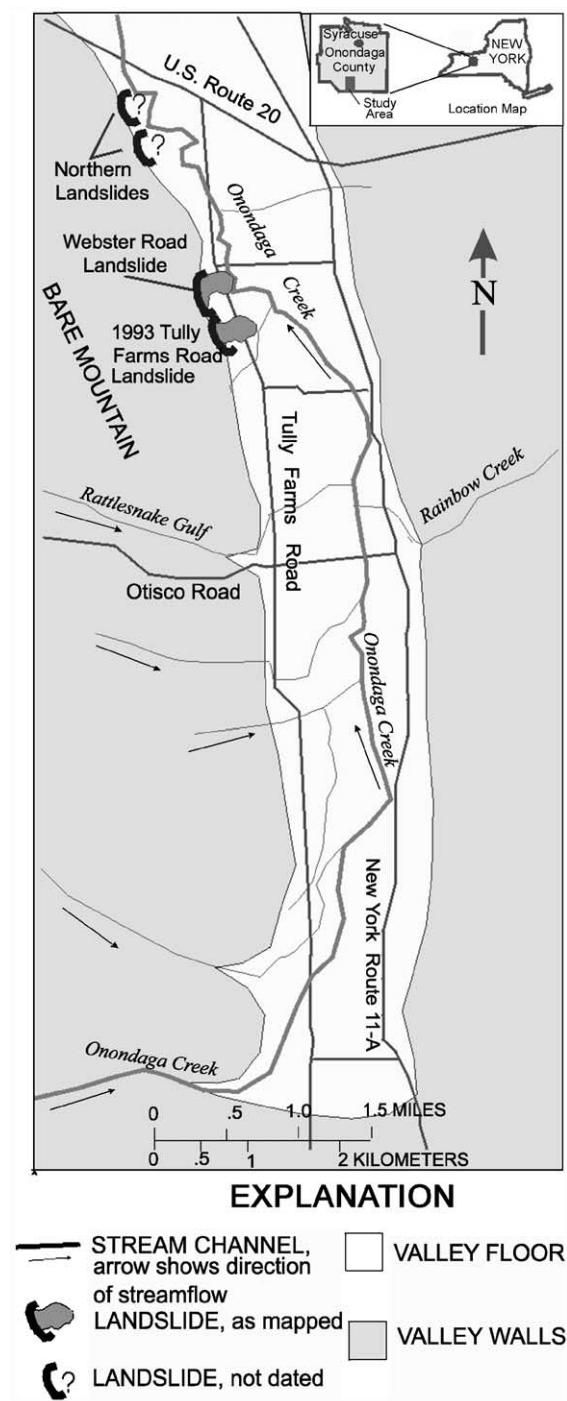 Syracuse
Onondaga
County
NEW
YORK
Study
Area
Location Map
U.S. Route 20
?
?
Northern
Landslides
Onondaga
Creek
Webster Road
Landslide
1993 Tully
Farms Road
Landslide
N
BARE MOUNTAIN
Tully Farms Road
Rainbow Creek
Rattlesnake Gulf
Otisco Road
Onondaga Creek
New York Route 11-A
Onondaga Creek
0 .5 1.0 1.5 MILES
0 .5 1 2 KILOMETERS
EXPLANATION
STREAM CHANNEL,
arrow shows direction
of streamflow
LANDSLIDE, as mapped
? LANDSLIDE, not dated
VALLEY FLOOR
VALLEY WALLS